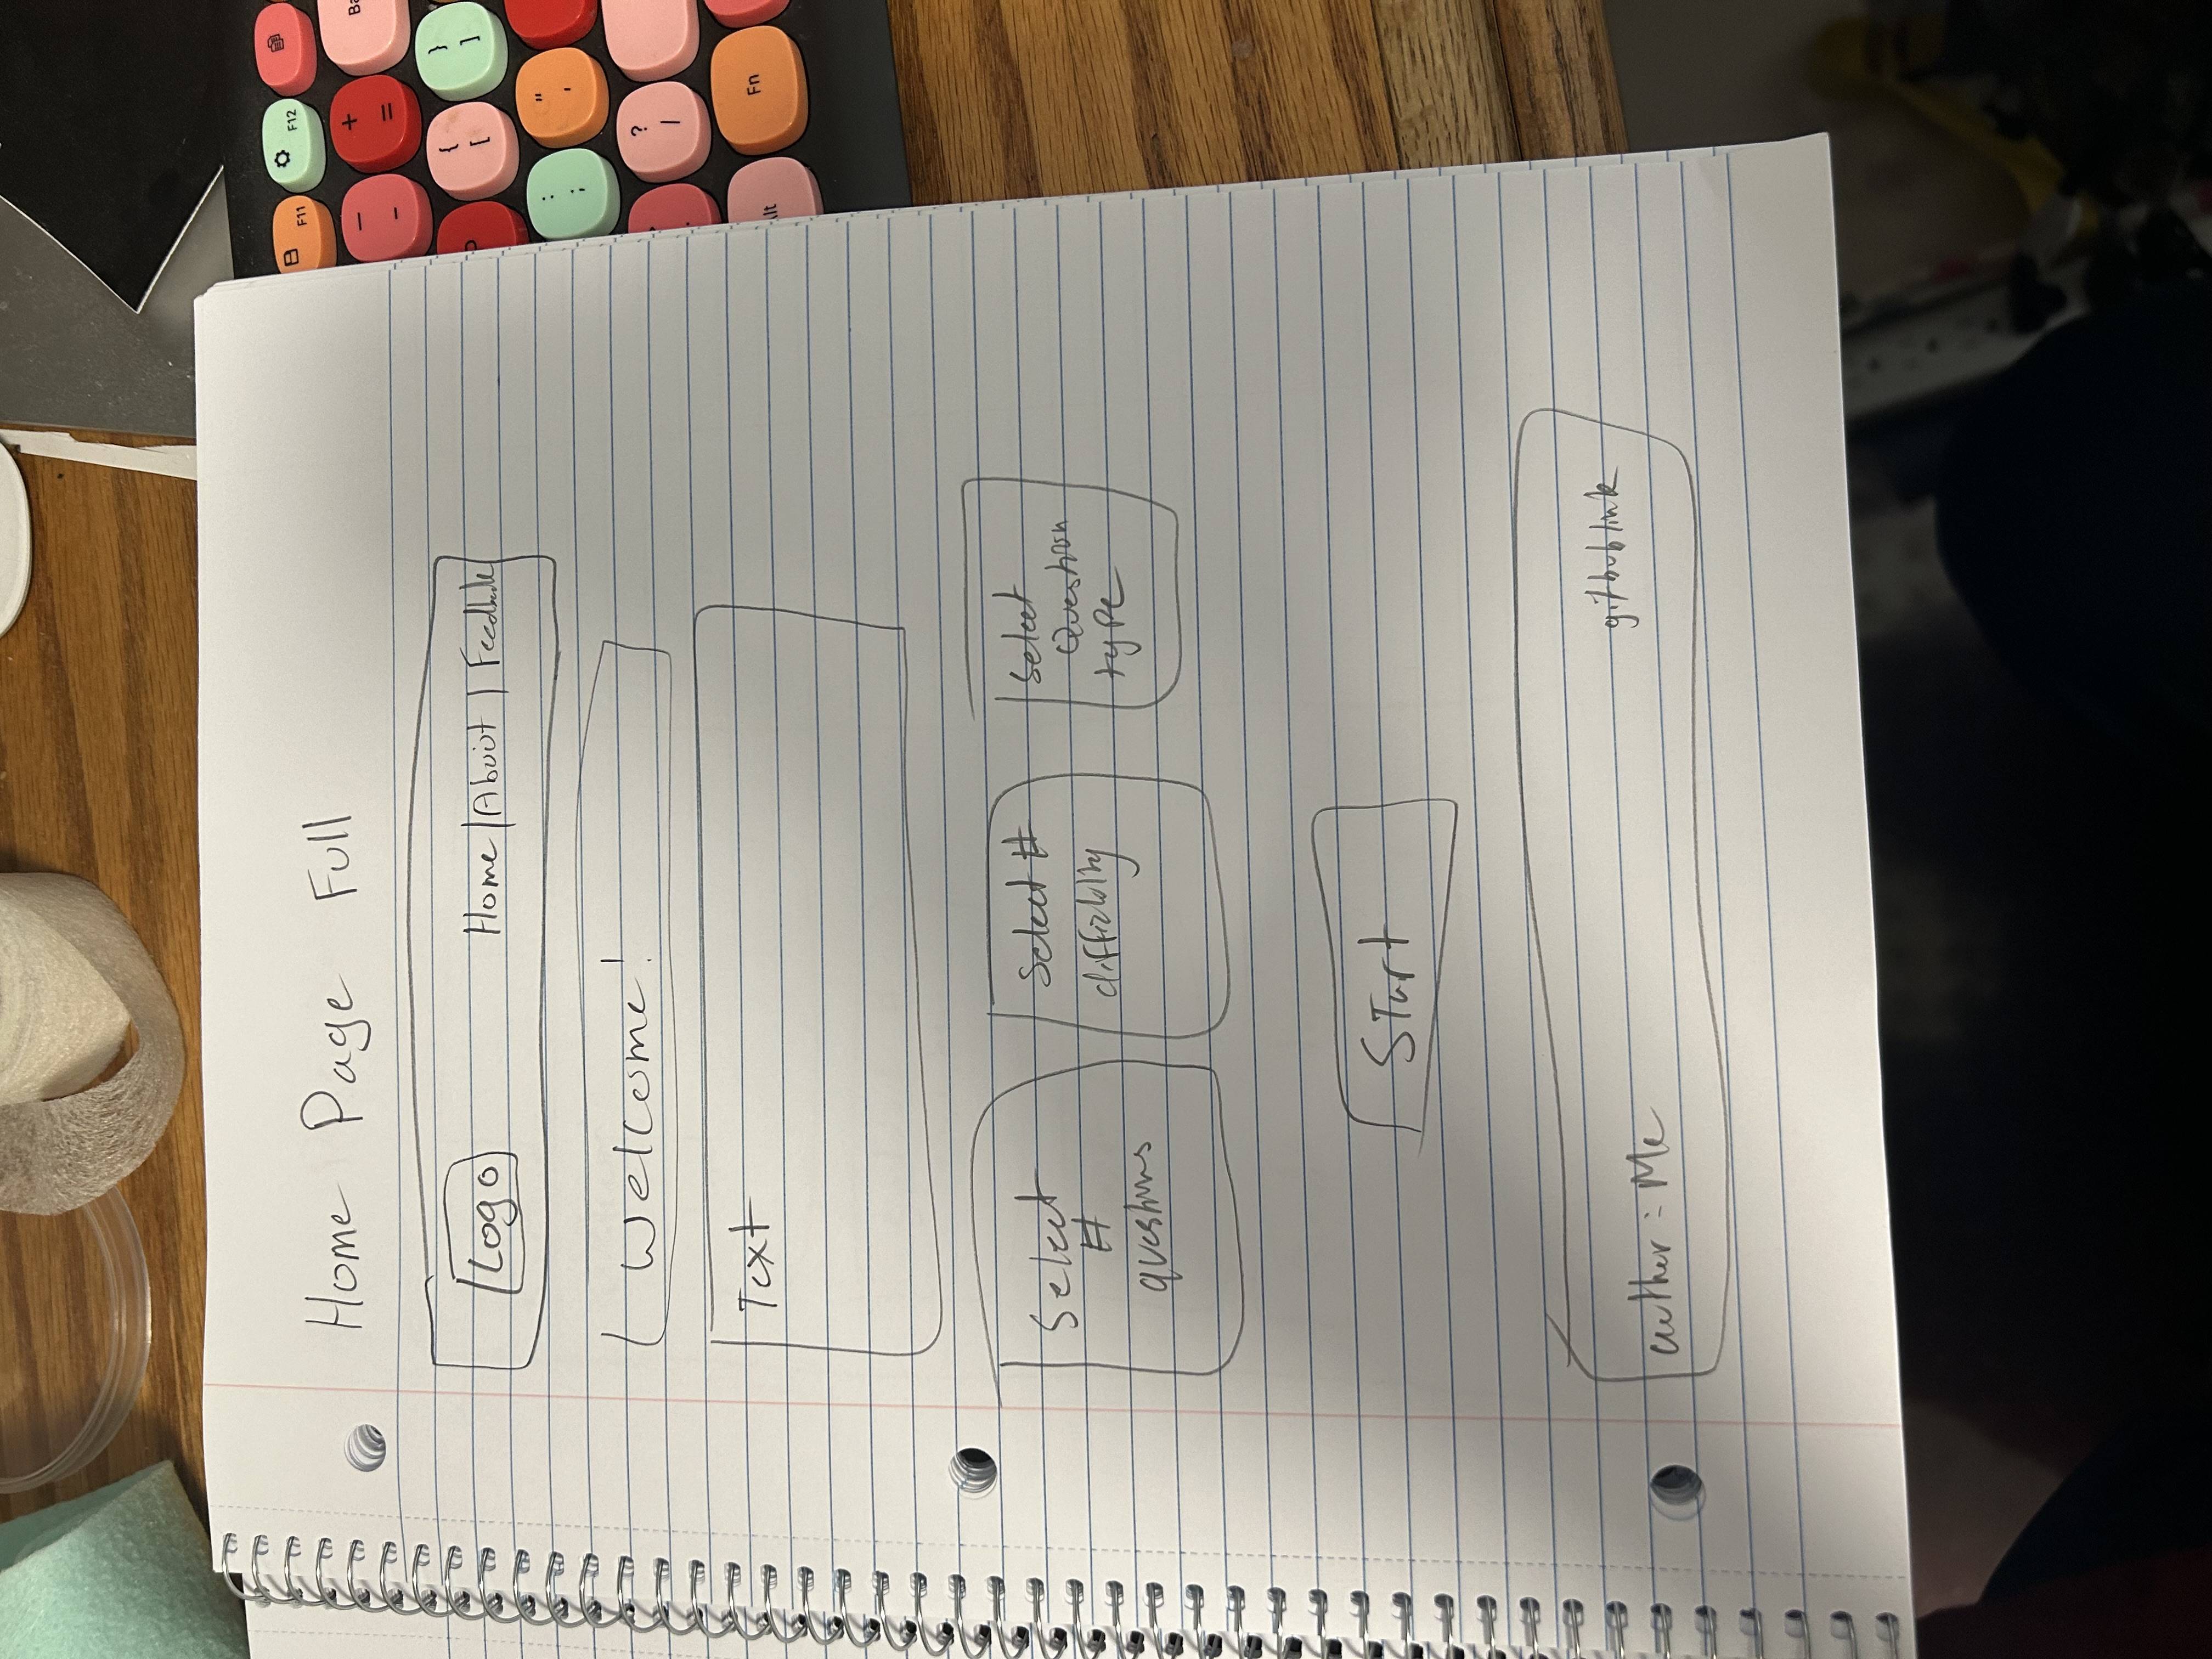 Home Page Full
Logo
Home | About | Feedback
Welcome!
Text
Select
#
questions
Select #
difficulty
Select
Question
type
Start
author: Me
github link
F11
F12
Ba
-
-
+
=
{
[
}
]
:
;
"
'
?
/
lt
Fn